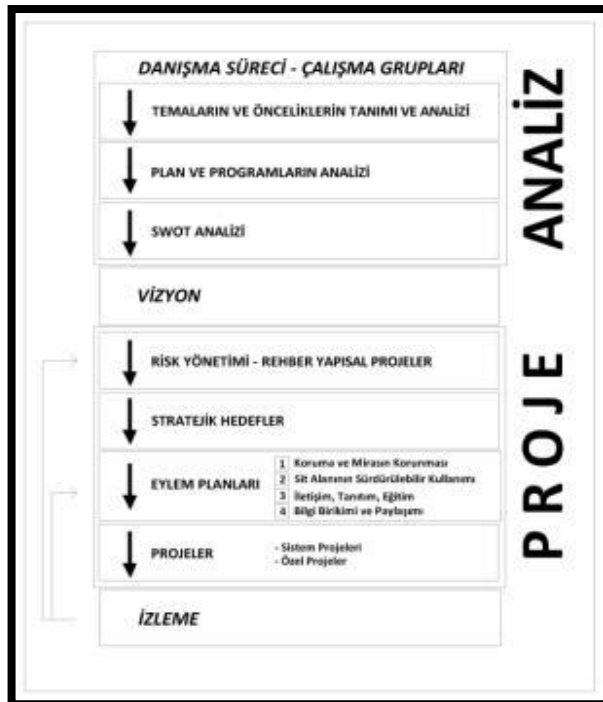 DANIŞMA SÜRECİ - ÇALIŞMA GRUPLARI
TEMALARIN VE ÖNCELİKLERİN TANIMI VE ANALİZİ
PLAN VE PROGRAMLARIN ANALİZİ
SWOT ANALİZİ
ANALİZ
VİZYON
RİSK YÖNETİMİ - REHBER YAPISAL PROJELER
STRATEJİK HEDEFLER
EYLEM PLANLARI
1 Koruma ve Mirasın Korunması
2 Sit Alanının Sürdürülebilir Kullanımı
3 İletişim, Tanıtım, Eğitim
4 Bilgi Birikimi ve Paylaşımı
PROJELER
- Sistem Projeleri
- Özel Projeler
PROJE
İZLEME